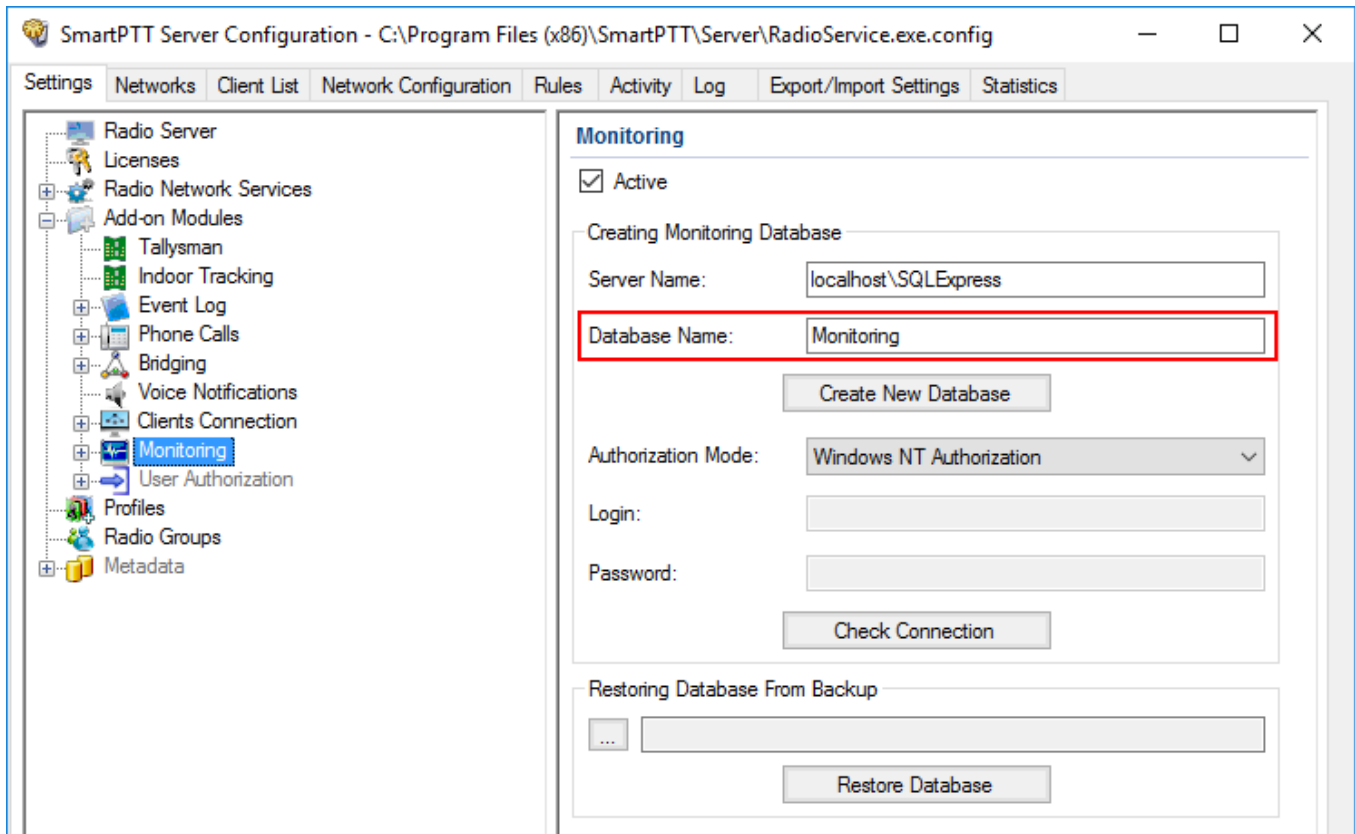 SmartPTT Server Configuration - C:\Program Files (x86)\SmartPTT\Server\RadioService.exe.config
Settings Networks Client List Network Configuration Rules Activity Log Export/Import Settings Statistics
Radio Server
Licenses
Radio Network Services
Add-on Modules
Tallysman
Indoor Tracking
Event Log
Phone Calls
Bridging
Voice Notifications
Clients Connection
Monitoring
User Authorization
Profiles
Radio Groups
Metadata
Monitoring
Active
Creating Monitoring Database
Server Name: localhost\SQLExpress
Database Name: Monitoring
Create New Database
Authorization Mode: Windows NT Authorization
Login:
Password:
Check Connection
Restoring Database From Backup
...
Restore Database